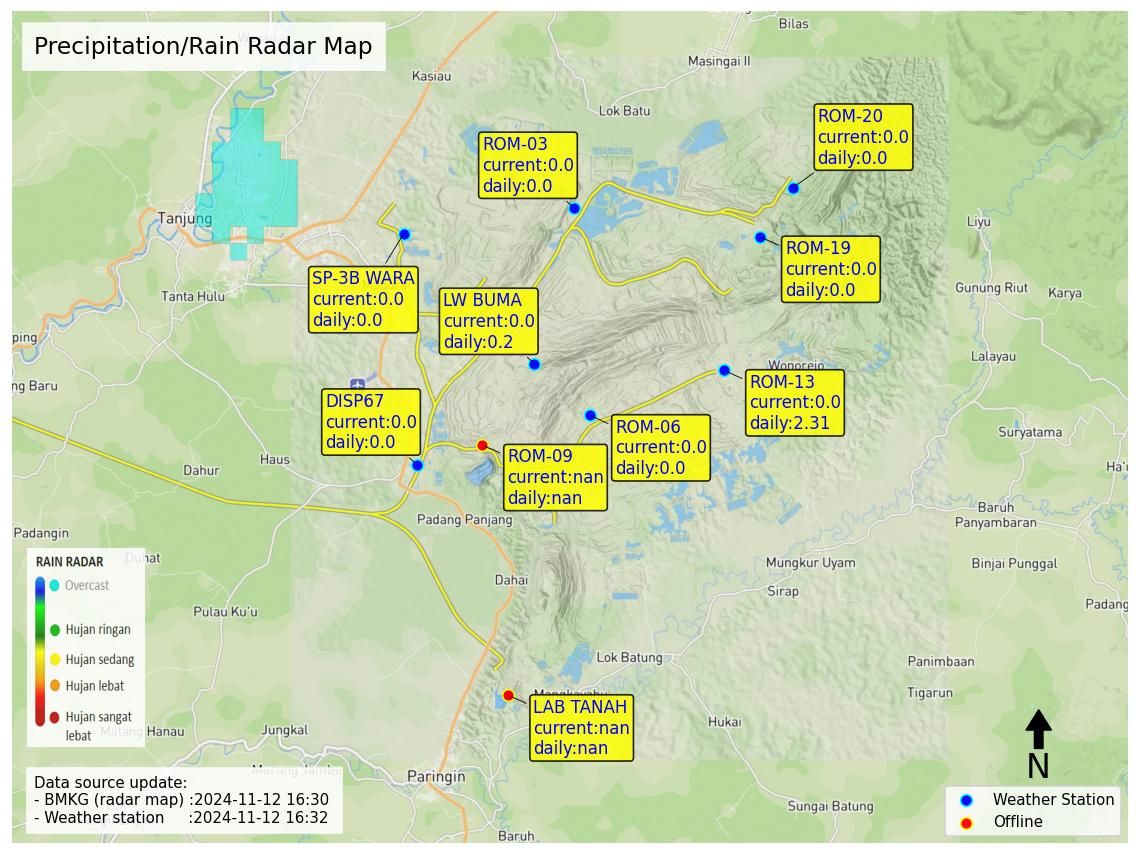 Precipitation/Rain Radar Map
Bilas
Masingai II
Kasiau
Lok Batu
ROM-20
current:0.0
daily:0.0
ROM-03
current:0.0
daily:0.0
Tanjung
Liyu
ROM-19
current:0.0
daily:0.0
SP-3B WARA
current:0.0
daily:0.0
Tanta Hulu
LW BUMA
current:0.0
daily:0.2
Gunung Riut
Karya
ping
Lalayau
Wonorejo
ng Baru
ROM-13
current:0.0
daily:2.31
DISP67
current:0.0
daily:0.0
ROM-06
current:0.0
daily:0.0
Suryatama
ROM-09
current:nan
daily:nan
Haus
Dahur
Ha'u
Baruh
Panyambaran
Padang Panjang
Padangin
Duhat
Mungkur Uyam
Binjai Punggal
RAIN RADAR
Overcast
Hujan ringan
Hujan sedang
Hujan lebat
Hujan sangat
lebat
Dahai
Sirap
Padang
Pulau Ku'u
Lok Batung
Panimbaan
Tigarun
Mangkayahu
LAB TANAH
current:nan
daily:nan
Hukai
Matang Hanau
Jungkal
Murung Jambu
Paringin
N
Data source update:
- BMKG (radar map) :2024-11-12 16:30
- Weather station :2024-11-12 16:32
Sungai Batung
Baruh
Weather Station
Offline